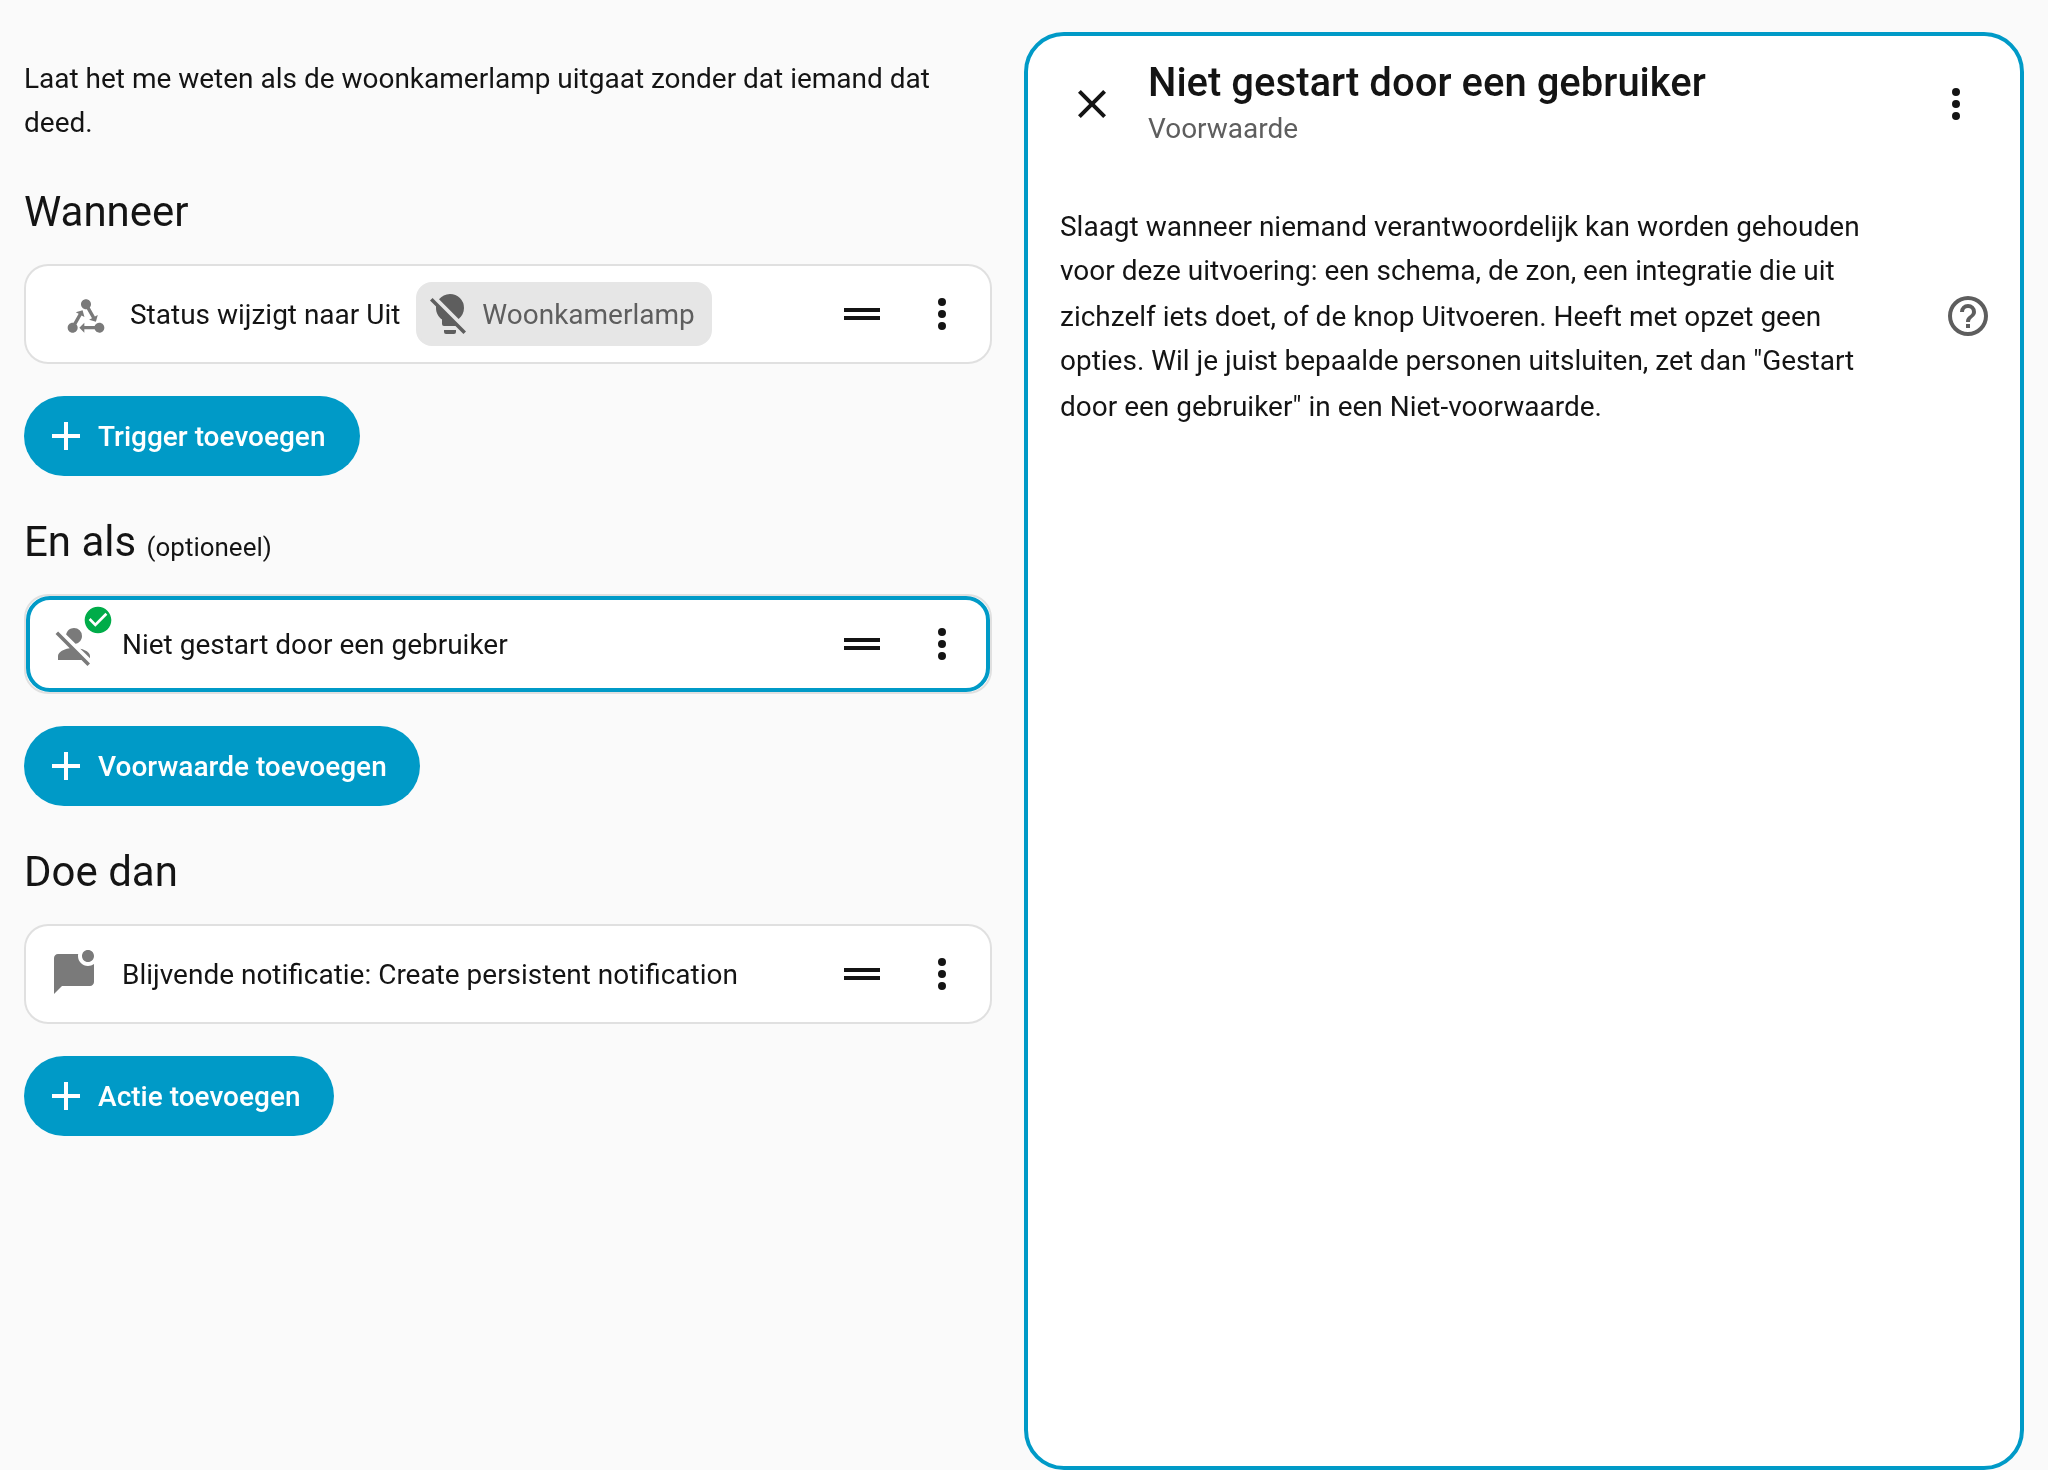 Laat het me weten als de woonkamerlamp uitgaat zonder dat iemand dat
deed.
Wanneer
Status wijzigt naar Uit Woonkamerlamp
Trigger toevoegen
En als (optioneel)
Niet gestart door een gebruiker
Voorwaarde toevoegen
Doe dan
Blijvende notificatie: Create persistent notification
Actie toevoegen
Niet gestart door een gebruiker
Voorwaarde
Slaagt wanneer niemand verantwoordelijk kan worden gehouden
voor deze uitvoering: een schema, de zon, een integratie die uit
zichzelf iets doet, of de knop Uitvoeren. Heeft met opzet geen
opties. Wil je juist bepaalde personen uitsluiten, zet dan "Gestart
door een gebruiker" in een Niet-voorwaarde.